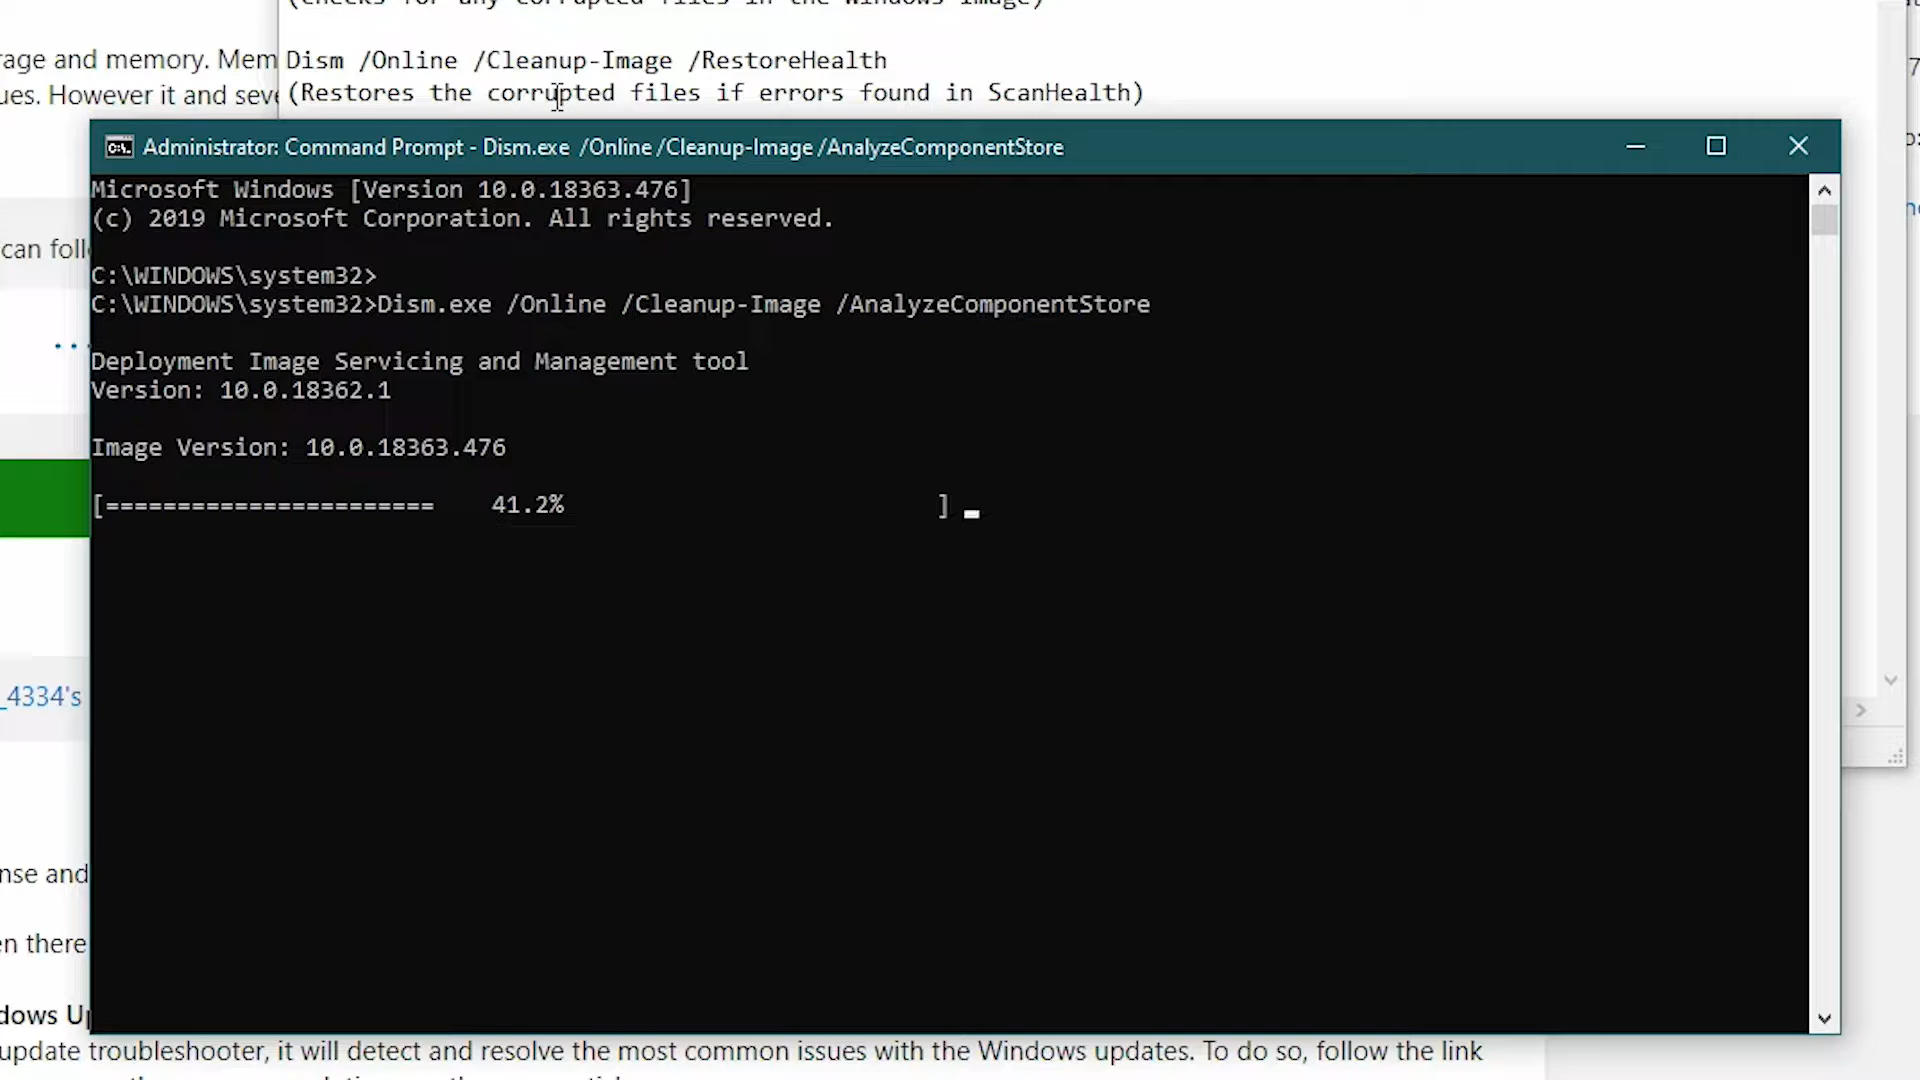 rage and memory. Mem
ues. However it and seve
Dism /Online /Cleanup-Image /RestoreHealth
(Restores the corrupted files if errors found in ScanHealth)
Administrator: Command Prompt - Dism.exe /Online /Cleanup-Image /AnalyzeComponentStore
Microsoft Windows [Version 10.0.18363.476]
(c) 2019 Microsoft Corporation. All rights reserved.
can foll
C:\WINDOWS\system32>
C:\WINDOWS\system32>Dism.exe /Online /Cleanup-Image /AnalyzeComponentStore
Deployment Image Servicing and Management tool
Version: 10.0.18362.1
Image Version: 10.0.18363.476
[======================= 41.2% ]
_4334's
nse and
en there
dows Up
update troubleshooter, it will detect and resolve the most common issues with the Windows updates. To do so, follow the link